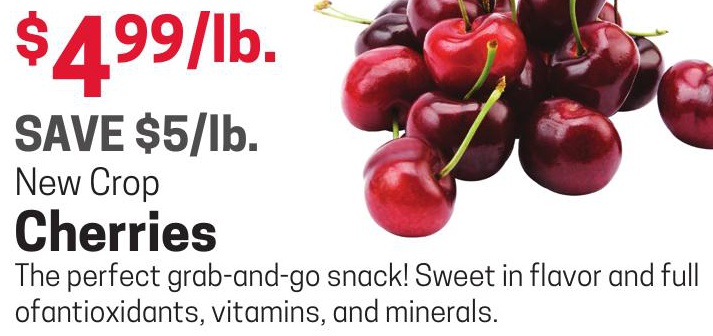 $4.99/lb.
SAVE $5/lb.
New Crop
Cherries
The perfect grab-and-go snack! Sweet in flavor and full
ofantioxidants, vitamins, and minerals.